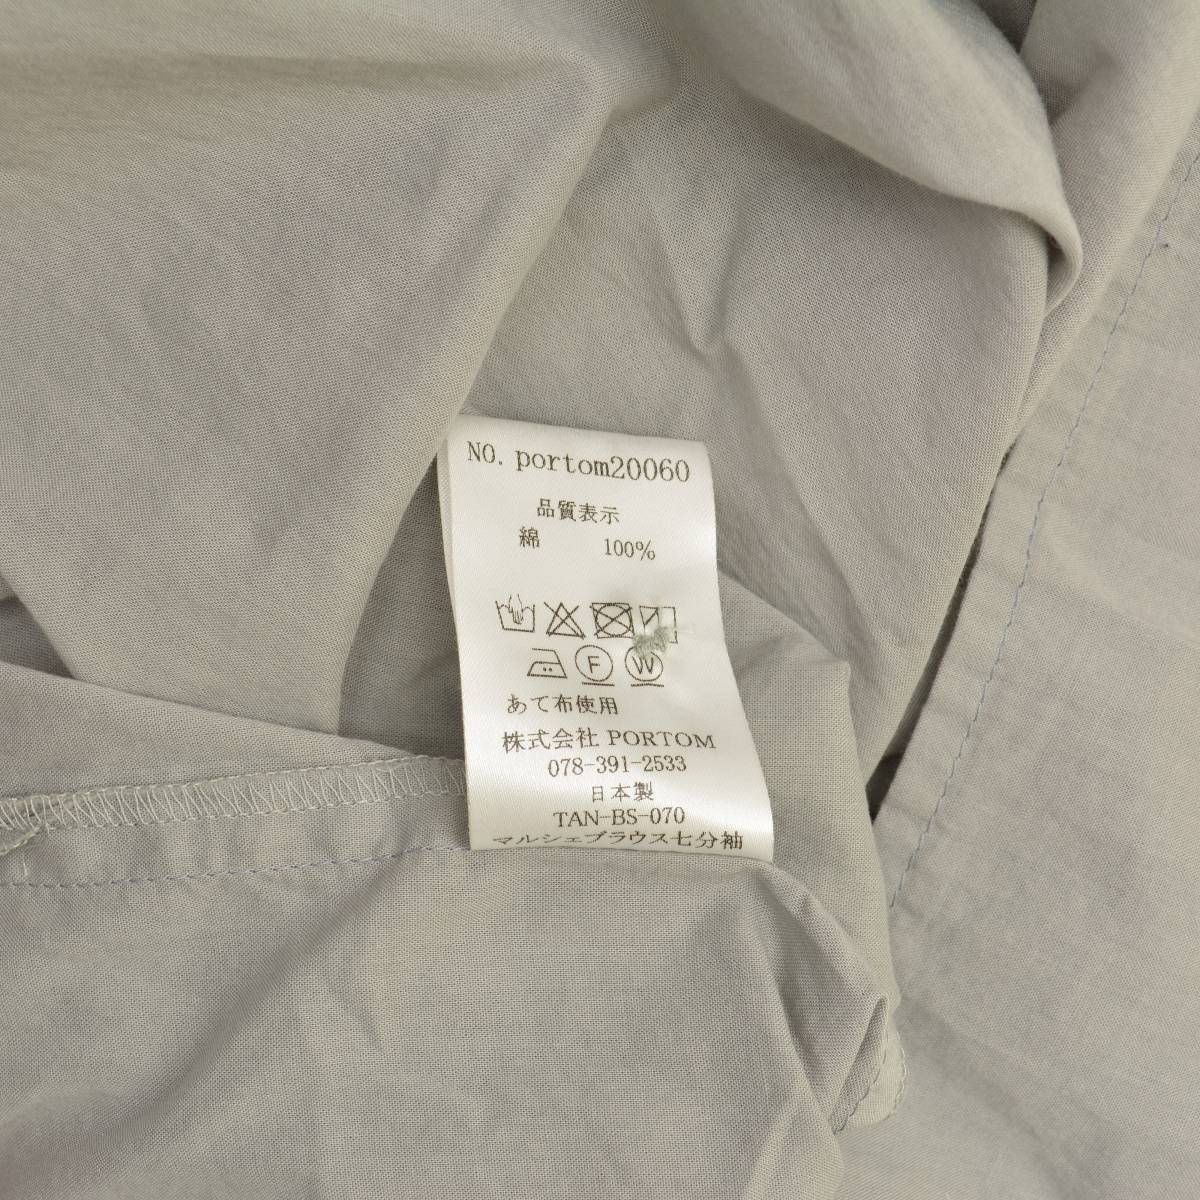 NO. portom20060
品質表示
綿 100%
F W
あて布使用
株式会社 PORTOM
078-391-2533
日本製
TAN-BS-070
マルシェブラウス七分袖